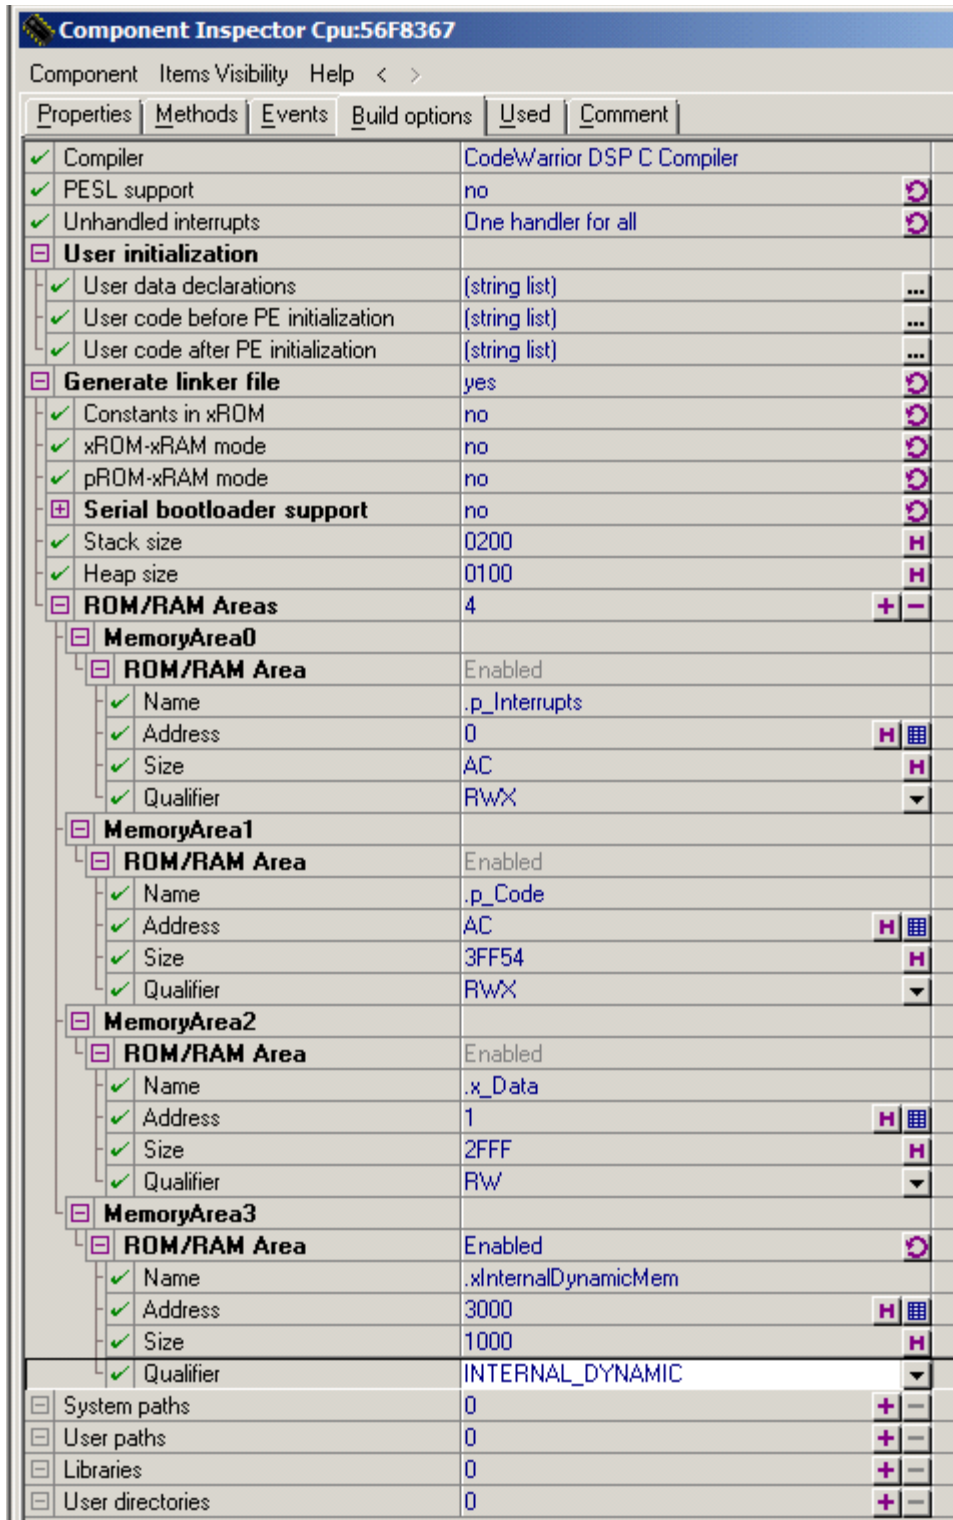 Component Inspector Cpu:56F8367
Component Items Visibility Help < >
Properties Methods Events Build options Used Comment
Compiler CodeWarrior DSP C Compiler
PESL support no
Unhandled interrupts One handler for all
User initialization
User data declarations (string list) ...
User code before PE initialization (string list) ...
User code after PE initialization (string list) ...
Generate linker file yes
Constants in xROM no
xROM-xRAM mode no
pROM-xRAM mode no
Serial bootloader support no
Stack size 0200 H
Heap size 0100 H
ROM/RAM Areas 4 + -
MemoryArea0
ROM/RAM Area Enabled
Name .p_Interrupts
Address 0 H
Size AC H
Qualifier RWX
MemoryArea1
ROM/RAM Area Enabled
Name .p_Code
Address AC H
Size 3FF54 H
Qualifier RWX
MemoryArea2
ROM/RAM Area Enabled
Name .x_Data
Address 1 H
Size 2FFF H
Qualifier RW
MemoryArea3
ROM/RAM Area Enabled
Name .xInternalDynamicMem
Address 3000 H
Size 1000 H
Qualifier INTERNAL_DYNAMIC
System paths 0 + -
User paths 0 + -
Libraries 0 + -
User directories 0 + -